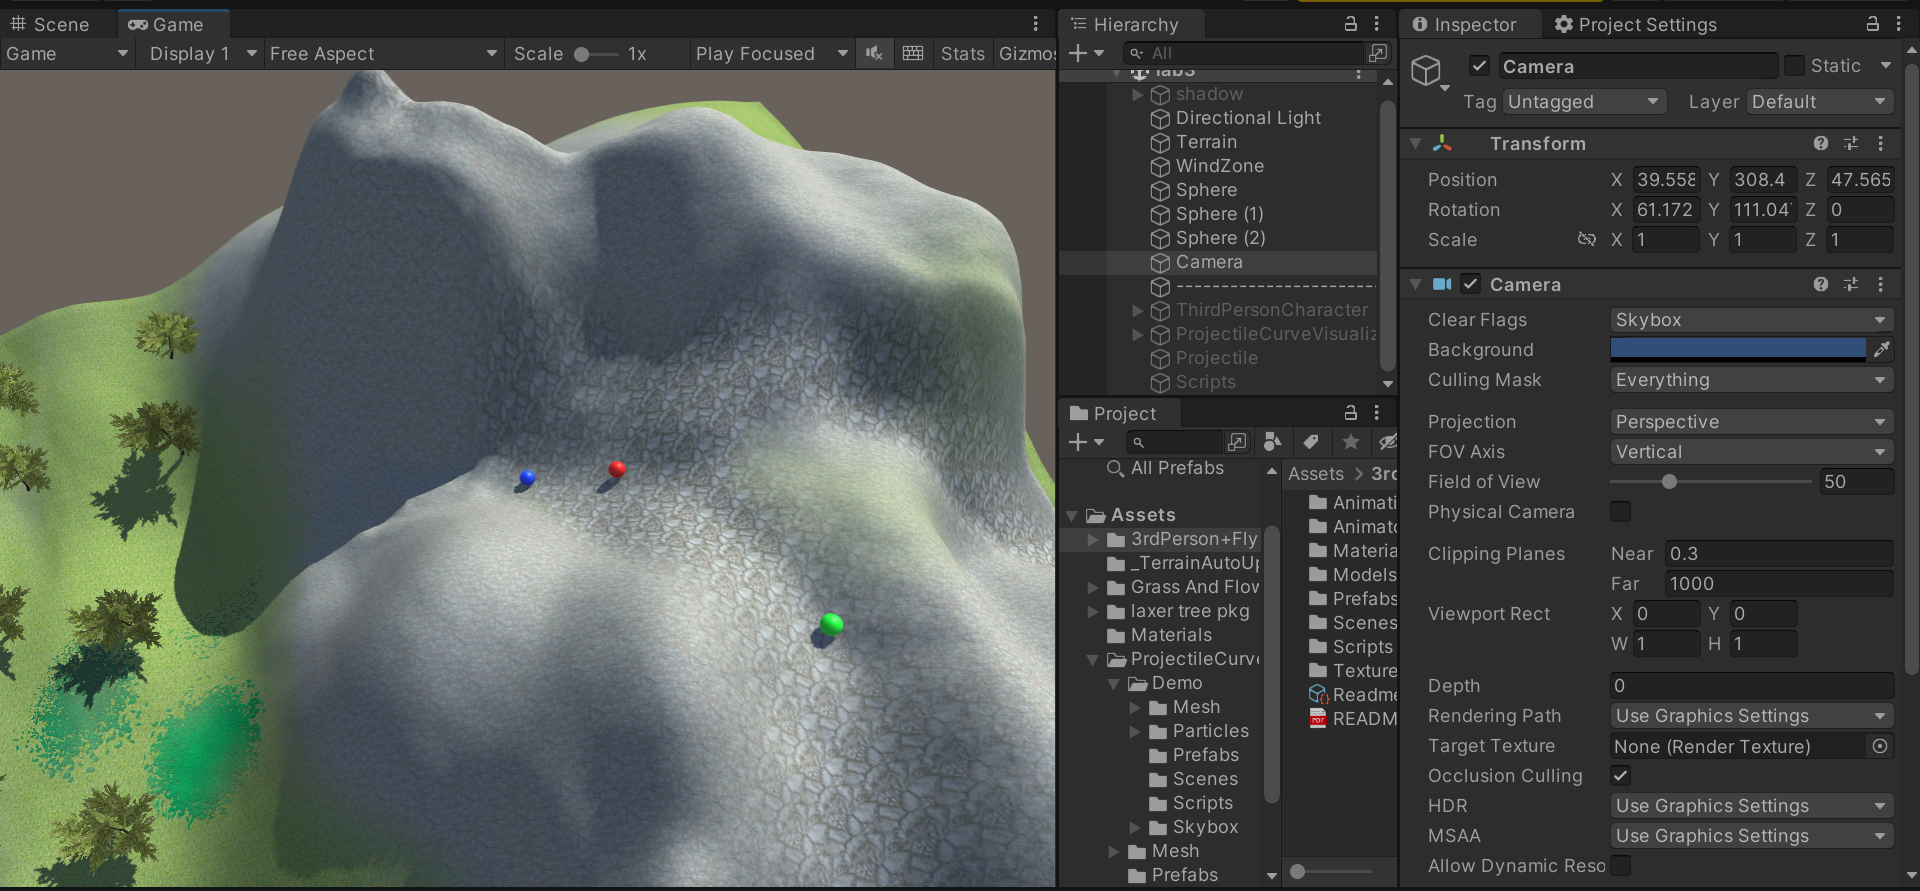 Scene
Game
Game
Display 1
Free Aspect
Scale
1x
Play Focused
Stats
Gizmos
Hierarchy
All
lab3
shadow
Directional Light
Terrain
WindZone
Sphere
Sphere (1)
Sphere (2)
Camera
--------------------
ThirdPersonCharacter
ProjectileCurveVisualiz
Projectile
Scripts
Project
All Prefabs
Assets
3rdPerson+Fly
_TerrainAutoUp
Grass And Flow
laxer tree pkg
Materials
ProjectileCurve
Demo
Mesh
Particles
Prefabs
Scenes
Scripts
Skybox
Mesh
Prefabs
Assets > 3rd
Animati
Animato
Materia
Models
Prefabs
Scenes
Scripts
Texture
Readme
READM
Inspector
Project Settings
Camera
Static
Tag Untagged Layer Default
Transform
Position X 39.558 Y 308.4 Z 47.565
Rotation X 61.172 Y 111.04 Z 0
Scale X 1 Y 1 Z 1
Camera
Clear Flags Skybox
Background
Culling Mask Everything
Projection Perspective
FOV Axis Vertical
Field of View 50
Physical Camera
Clipping Planes Near 0.3
Far 1000
Viewport Rect X 0 Y 0
W 1 H 1
Depth 0
Rendering Path Use Graphics Settings
Target Texture None (Render Texture)
Occlusion Culling
HDR Use Graphics Settings
MSAA Use Graphics Settings
Allow Dynamic Reso